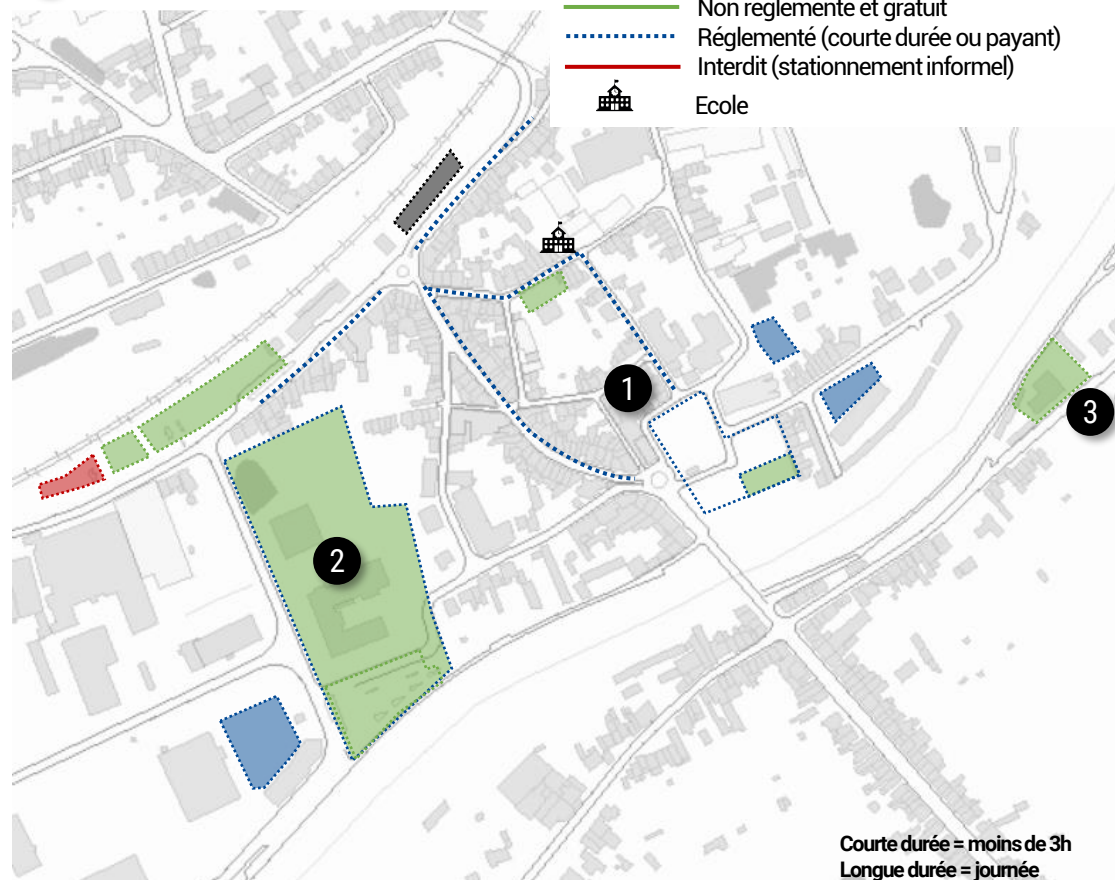 Non réglementé et gratuit
Réglementé (courte durée ou payant)
Interdit (stationnement informel)
Ecole
1
3
2
Courte durée = moins de 3h
Longue durée = journée